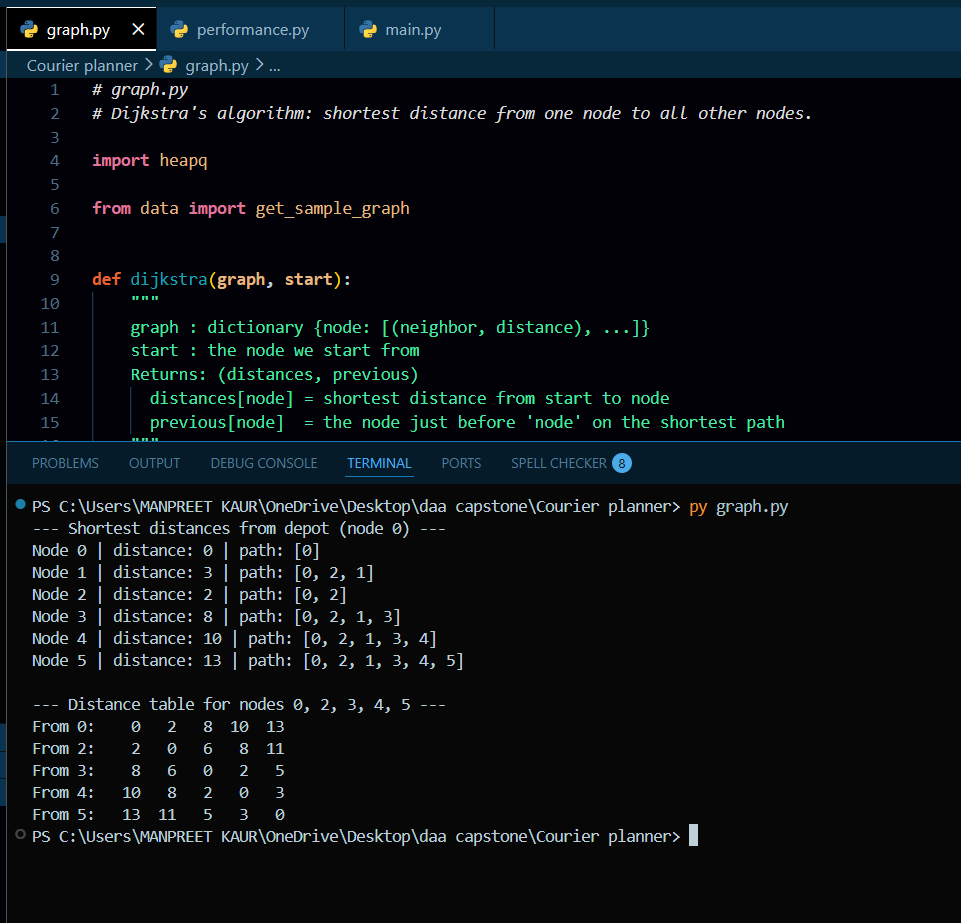 graph.py
performance.py
main.py
Courier planner > graph.py > ...
1 # graph.py
2 # Dijkstra's algorithm: shortest distance from one node to all other nodes.
3
4 import heapq
5
6 from data import get_sample_graph
7
8
9 def dijkstra(graph, start):
10 """
11 graph : dictionary {node: [(neighbor, distance), ...]}
12 start : the node we start from
13 Returns: (distances, previous)
14 distances[node] = shortest distance from start to node
15 previous[node]  = the node just before 'node' on the shortest path
"""
PROBLEMS OUTPUT DEBUG CONSOLE TERMINAL PORTS SPELL CHECKER 8
PS C:\Users\MANPREET KAUR\OneDrive\Desktop\daa capstone\Courier planner> py graph.py
--- Shortest distances from depot (node 0) ---
Node 0 | distance: 0 | path: [0]
Node 1 | distance: 3 | path: [0, 2, 1]
Node 2 | distance: 2 | path: [0, 2]
Node 3 | distance: 8 | path: [0, 2, 1, 3]
Node 4 | distance: 10 | path: [0, 2, 1, 3, 4]
Node 5 | distance: 13 | path: [0, 2, 1, 3, 4, 5]
--- Distance table for nodes 0, 2, 3, 4, 5 ---
From 0:    0   2   8  10  13
From 2:    2   0   6   8  11
From 3:    8   6   0   2   5
From 4:   10   8   2   0   3
From 5:   13  11   5   3   0
PS C:\Users\MANPREET KAUR\OneDrive\Desktop\daa capstone\Courier planner>